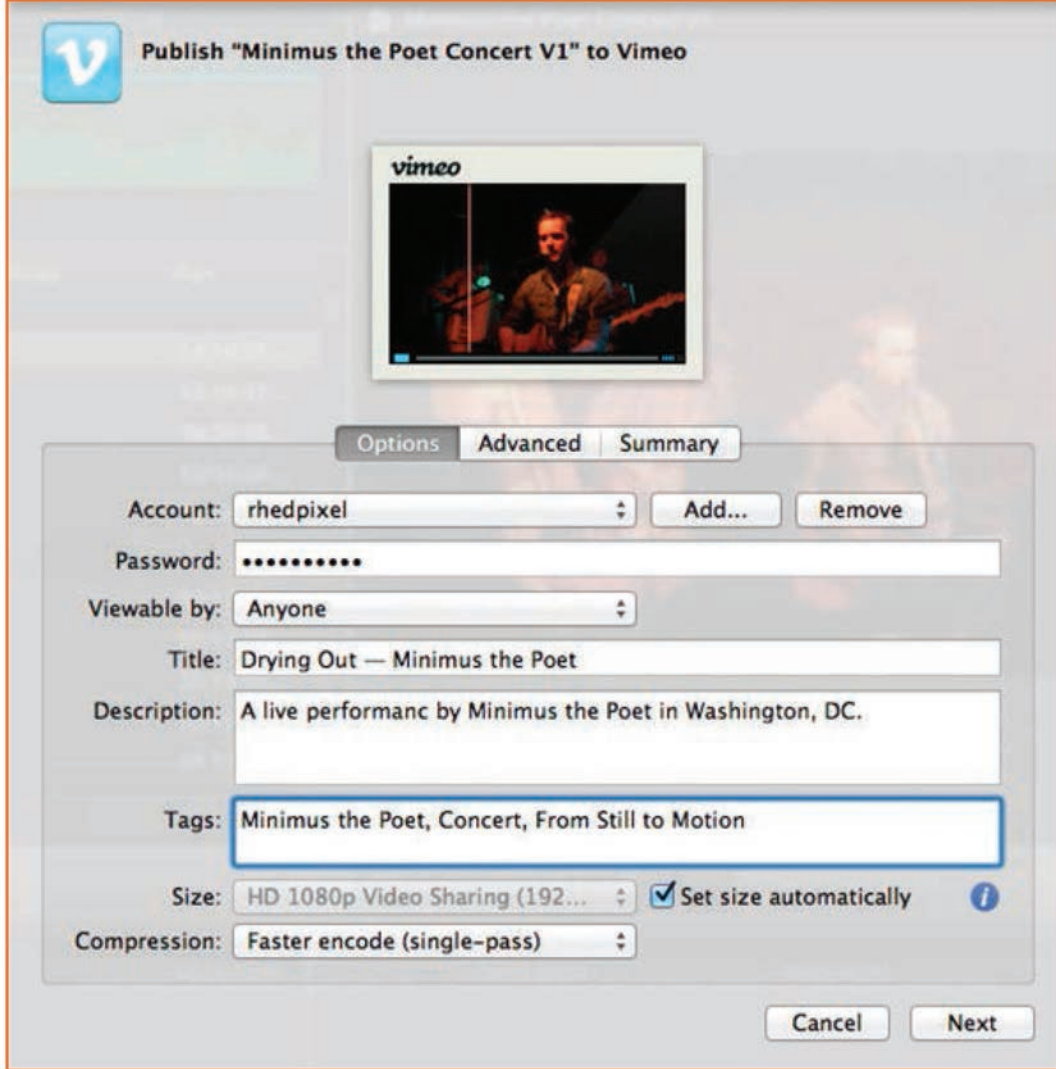 Publish "Minimus the Poet Concert V1" to Vimeo
vimeo
Options Advanced Summary
Account: rhedpixel Add... Remove
Password: ••••••••••
Viewable by: Anyone
Title: Drying Out — Minimus the Poet
Description: A live performanc by Minimus the Poet in Washington, DC.
Tags: Minimus the Poet, Concert, From Still to Motion
Size: HD 1080p Video Sharing (192... Set size automatically
Compression: Faster encode (single-pass)
Cancel Next